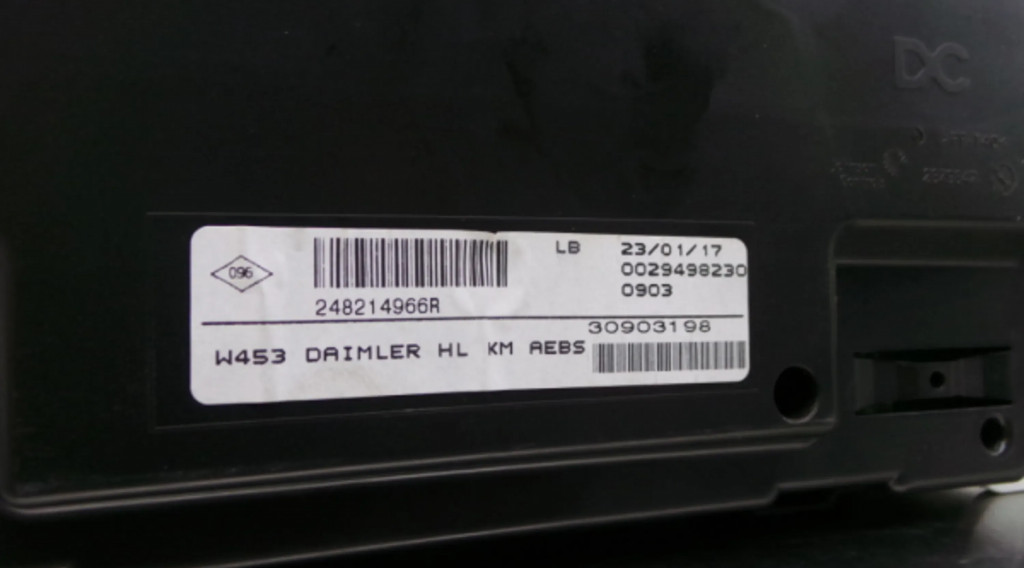 DC
LB 23/01/17
096 0029498230
248214966R 0903
30903198
W453 DAIMLER HL KM AEBS